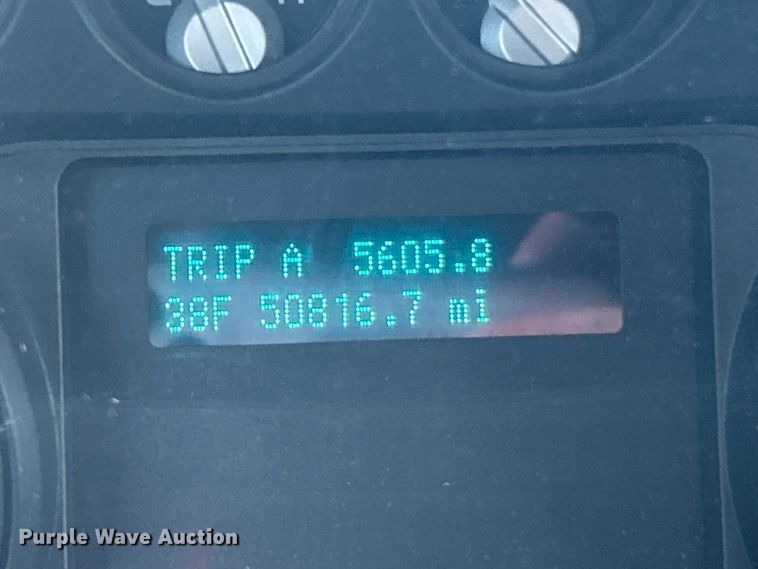 TRIP A 5605.8
38F 50816.7 mi
Purple Wave Auction